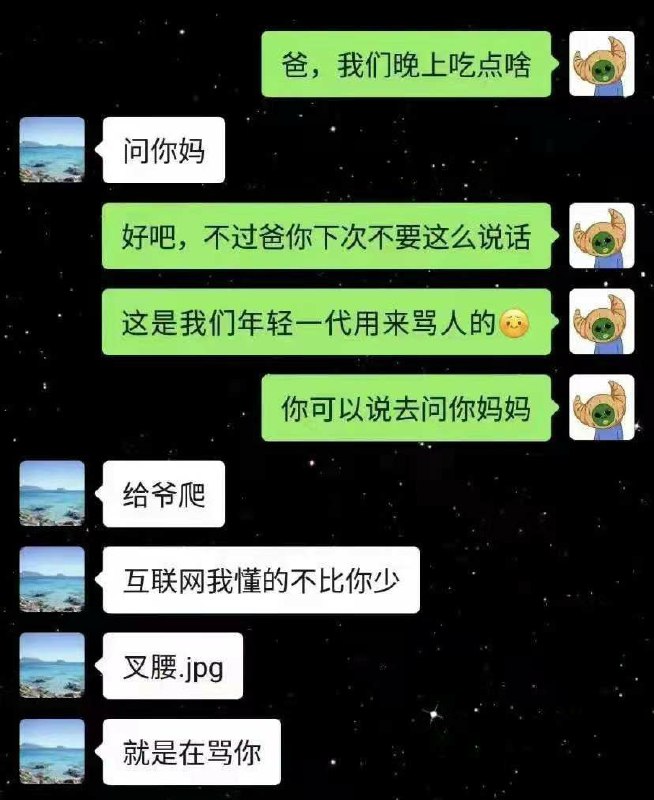 爸，我们晚上吃点啥
问你妈
好吧，不过爸你下次不要这么说话
这是我们年轻一代用来骂人的
你可以说去问你妈妈
给爷爬
互联网我懂的不比你少
叉腰.jpg
就是在骂你